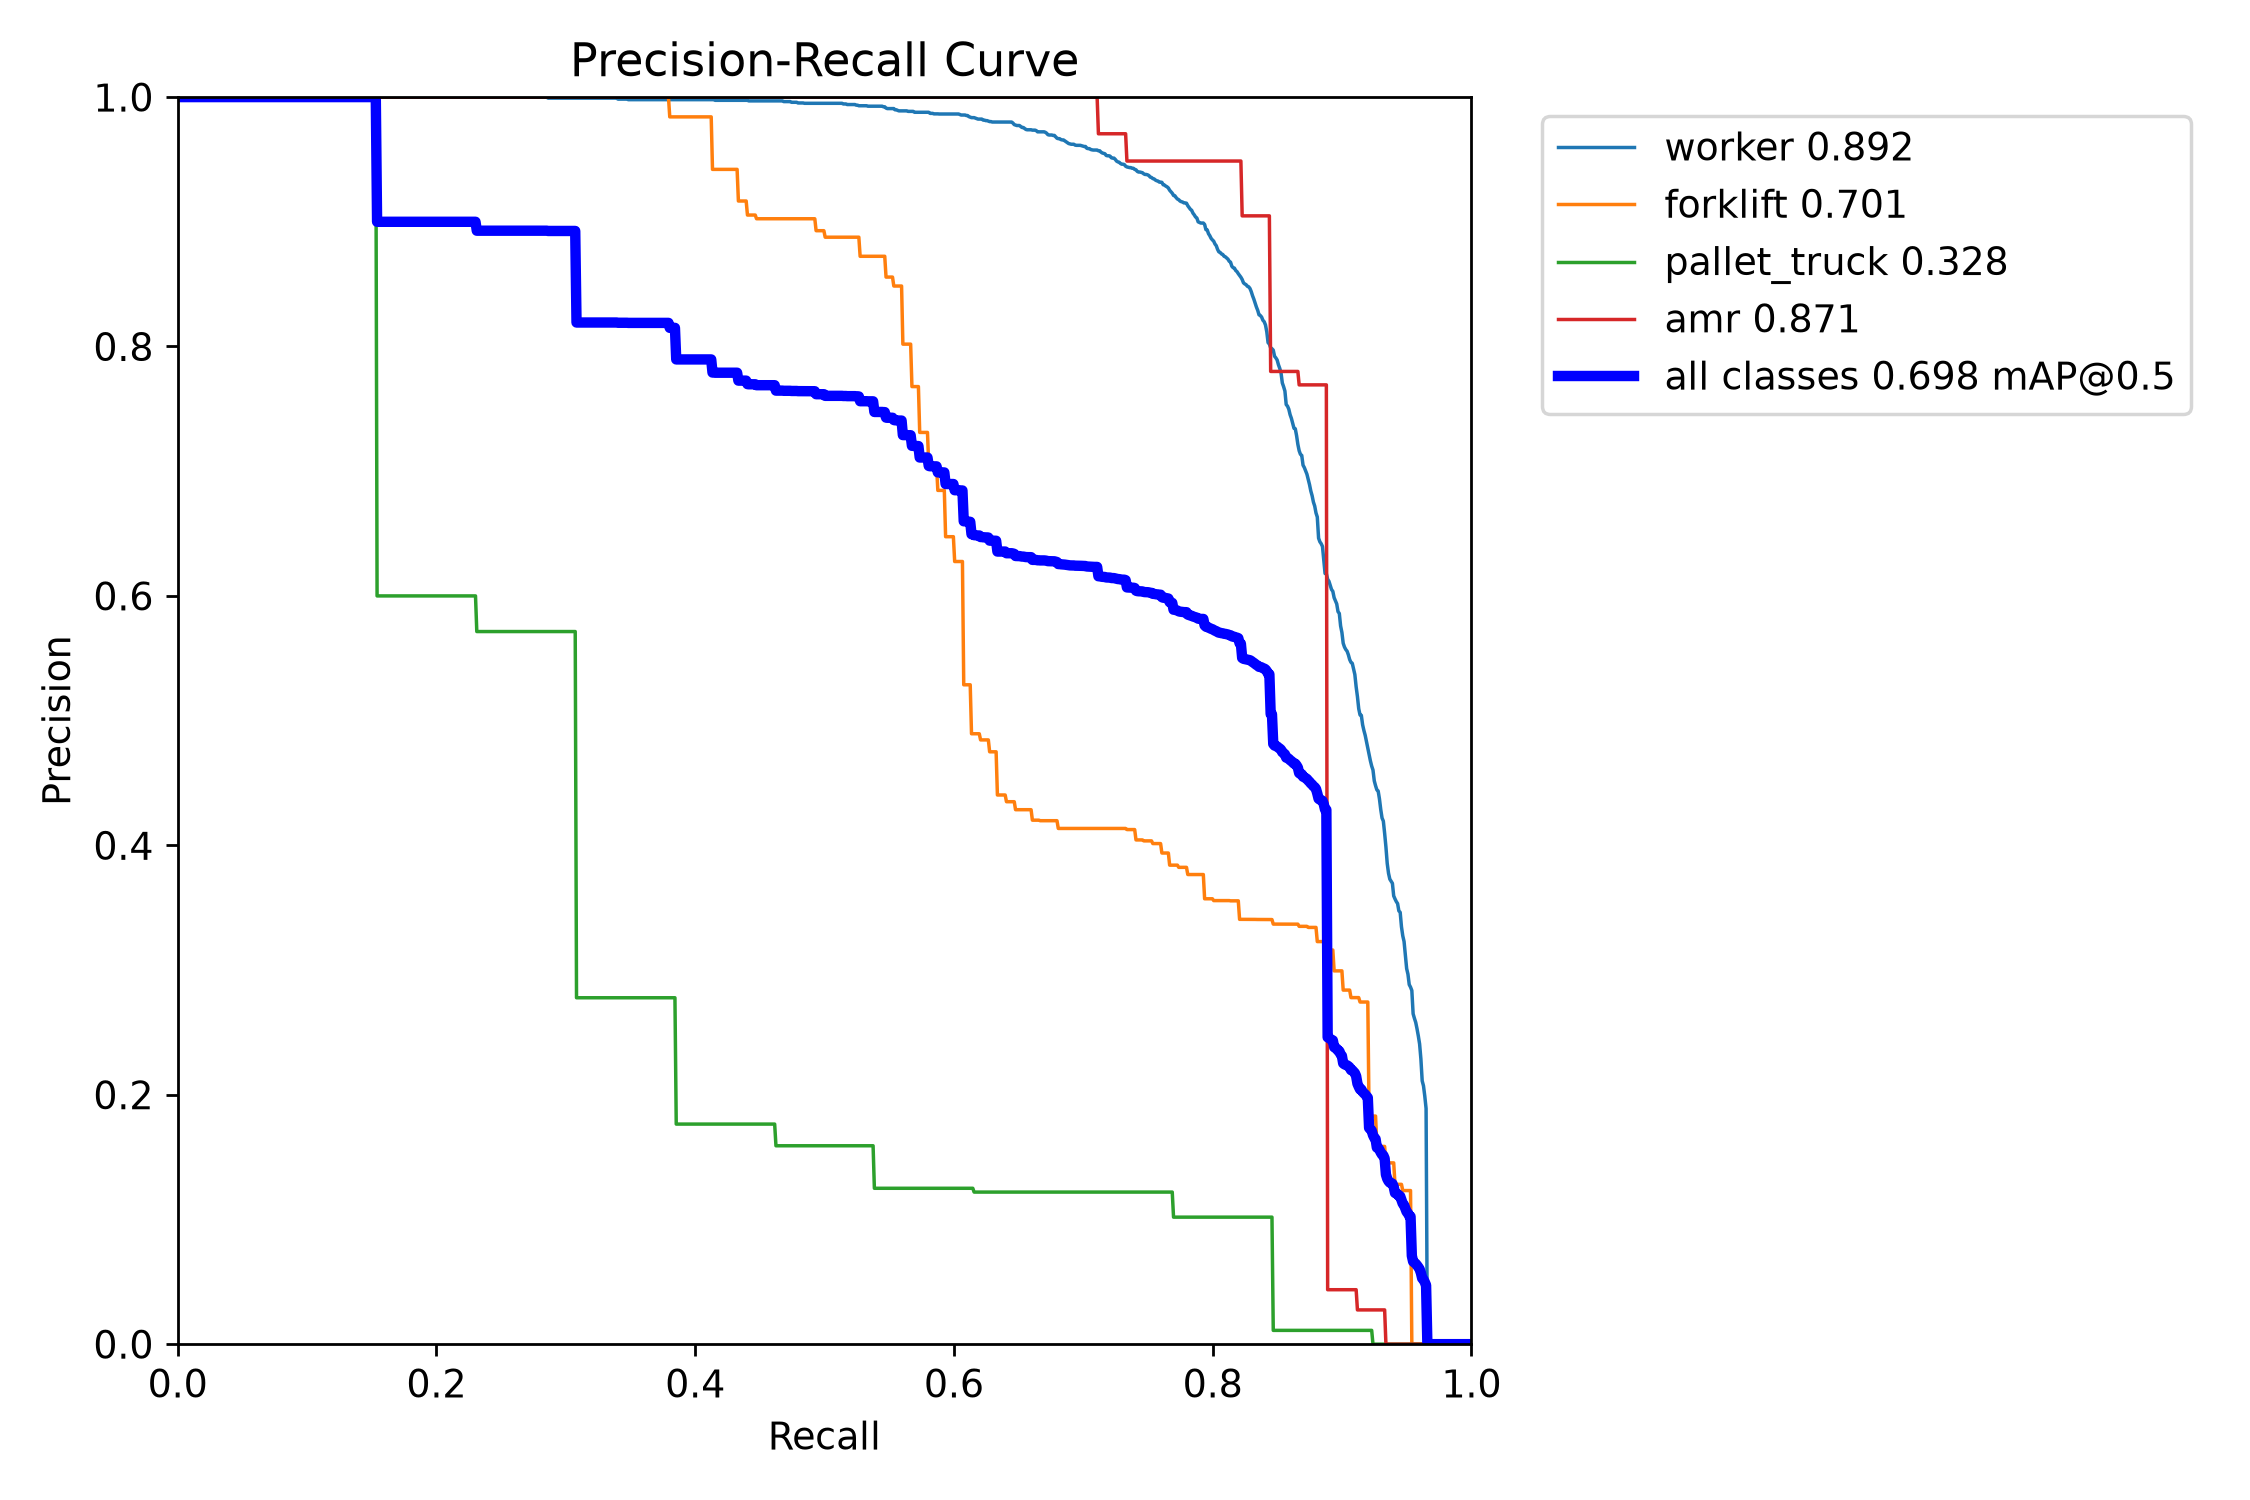 Precision-Recall Curve
1.0
0.8
0.6
0.4
0.2
0.0
Precision
0.0 0.2 0.4 0.6 0.8 1.0
Recall
worker 0.892
forklift 0.701
pallet_truck 0.328
amr 0.871
all classes 0.698 mAP@0.5